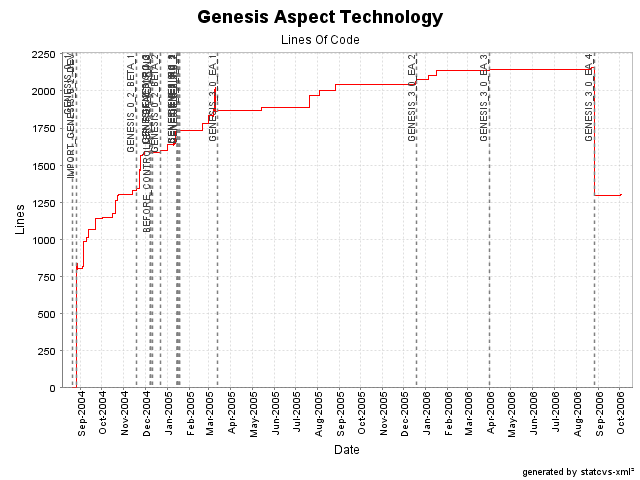 Genesis Aspect Technology
Lines Of Code
2250
2000
1750
1500
1250
1000
750
500
250
0
Lines
GENESIS_0_2_BETA_1
GENESIS_0_2_BETA_2
GENESIS_3_0_EA_1
GENESIS_3_0_EA_2
GENESIS_3_0_EA_3
GENESIS_3_0_EA_4
Sep-2004
Oct-2004
Nov-2004
Dec-2004
Jan-2005
Feb-2005
Mar-2005
Apr-2005
May-2005
Jun-2005
Jul-2005
Aug-2005
Sep-2005
Oct-2005
Nov-2005
Dec-2005
Jan-2006
Feb-2006
Mar-2006
Apr-2006
May-2006
Jun-2006
Jul-2006
Aug-2006
Sep-2006
Oct-2006
Date
generated by statcvs-xml²